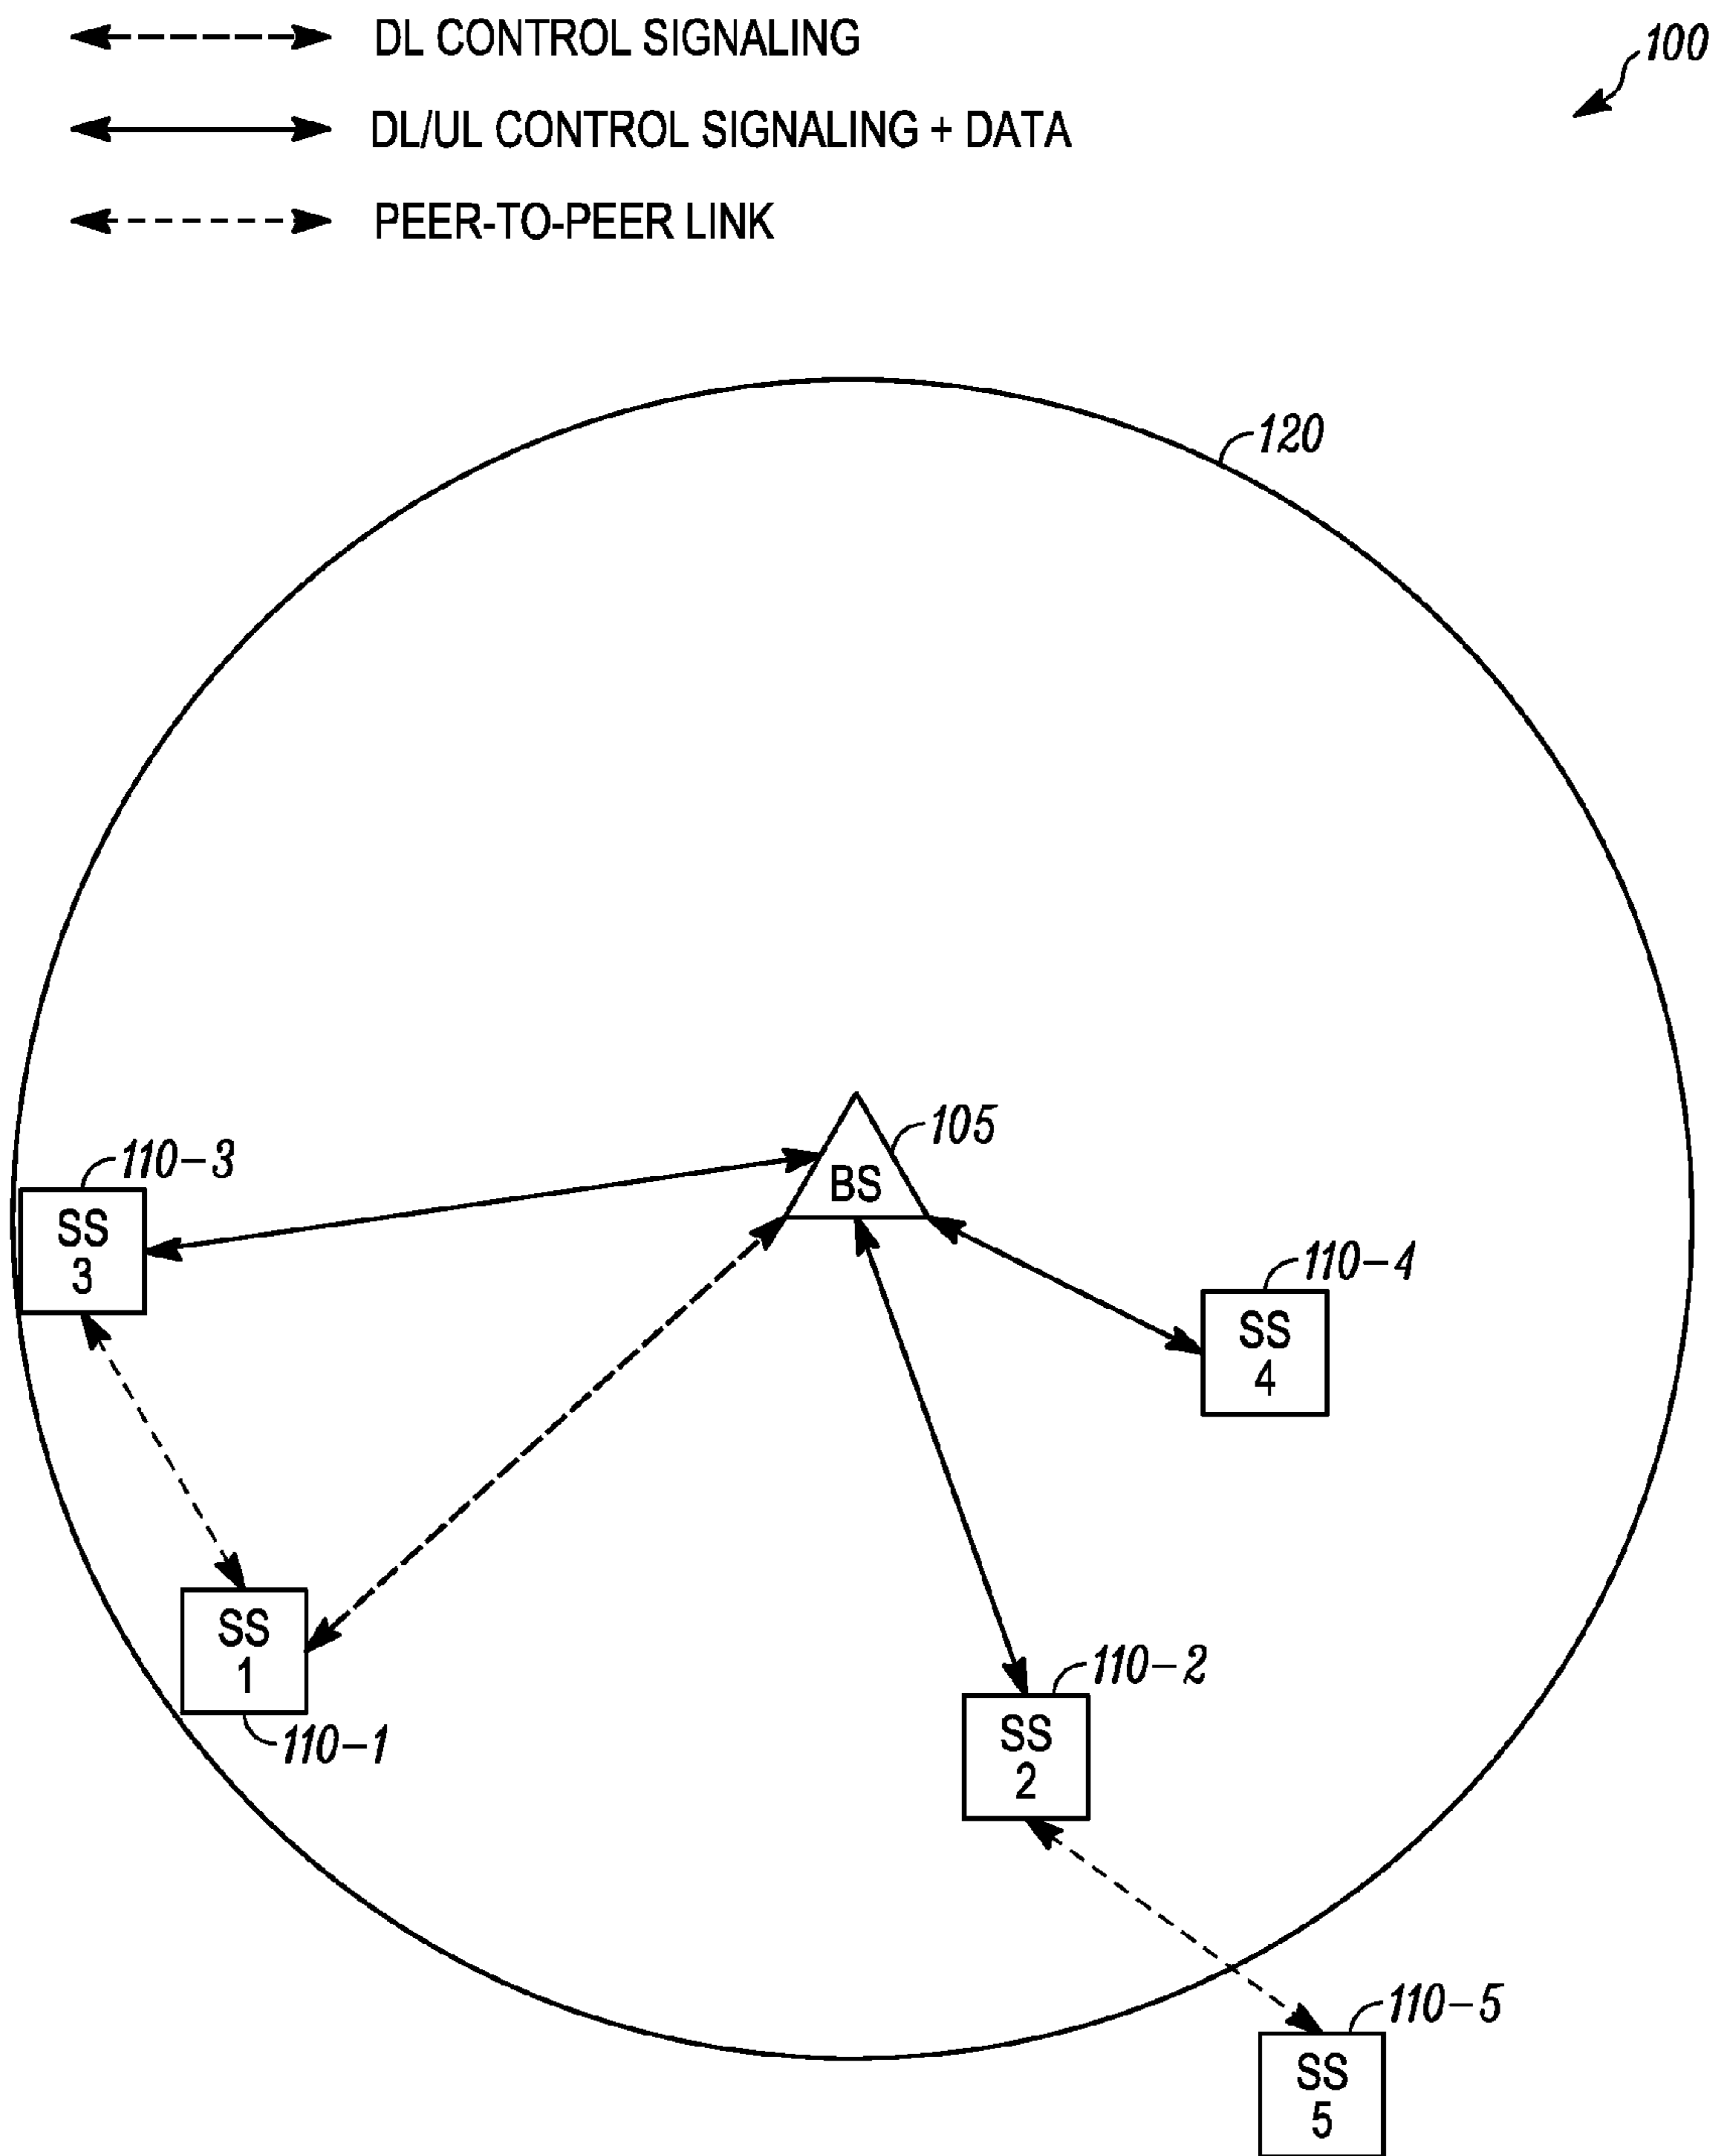 DL CONTROL SIGNALING
100
DL/UL CONTROL SIGNALING + DATA
PEER-TO-PEER LINK
120
105
BS
110-3
SS
3
110-4
SS
4
SS
1
110-1
110-2
SS
2
110-5
SS
5